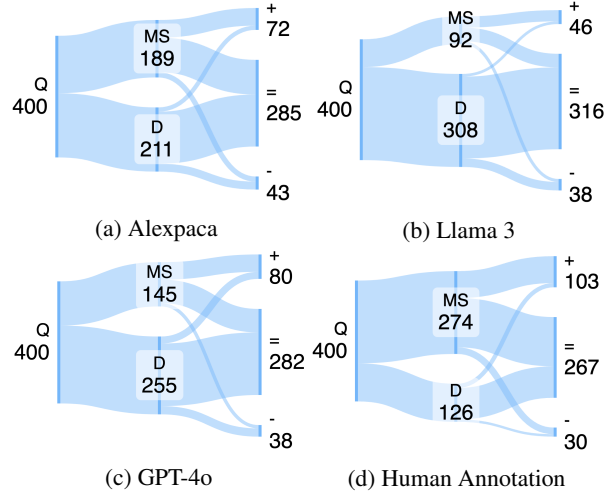 Q
400
MS
189
D
211
+
72
=
285
-
43
(a) Alexpaca
Q
400
MS
92
D
308
+
46
=
316
-
38
(b) Llama 3
Q
400
MS
145
D
255
+
80
=
282
-
38
(c) GPT-4o
Q
400
MS
274
D
126
+
103
=
267
-
30
(d) Human Annotation